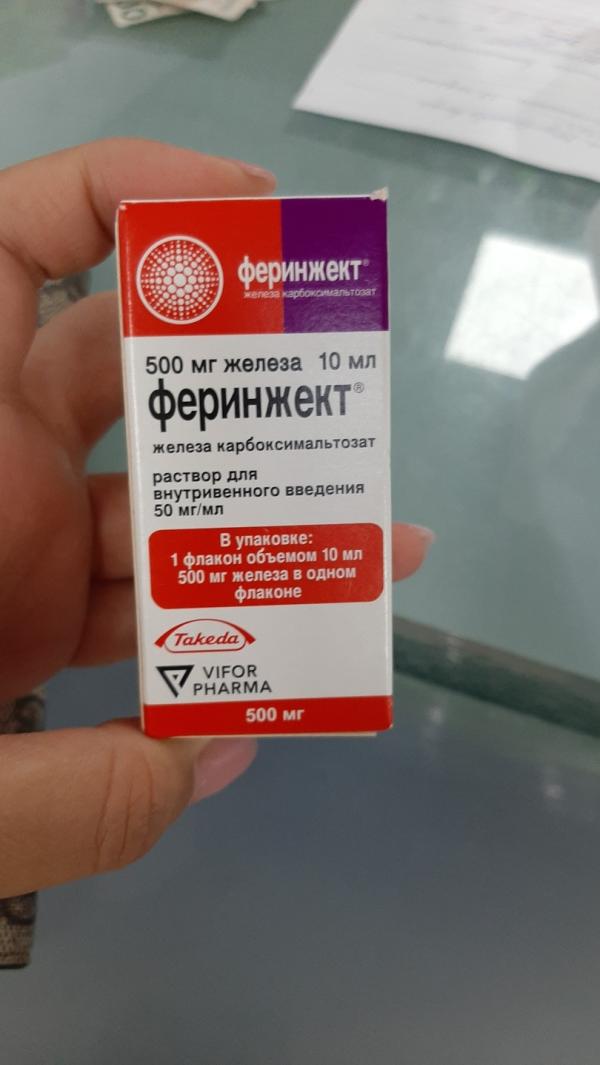 феринжект®
железа карбоксимальтозат
500 мг железа 10 мл
феринжект®
железа карбоксимальтозат
раствор для
внутривенного введения
50 мг/мл
В упаковке:
1 флакон объемом 10 мл
500 мг железа в одном
флаконе
Takeda
VIFOR
PHARMA
500 мг